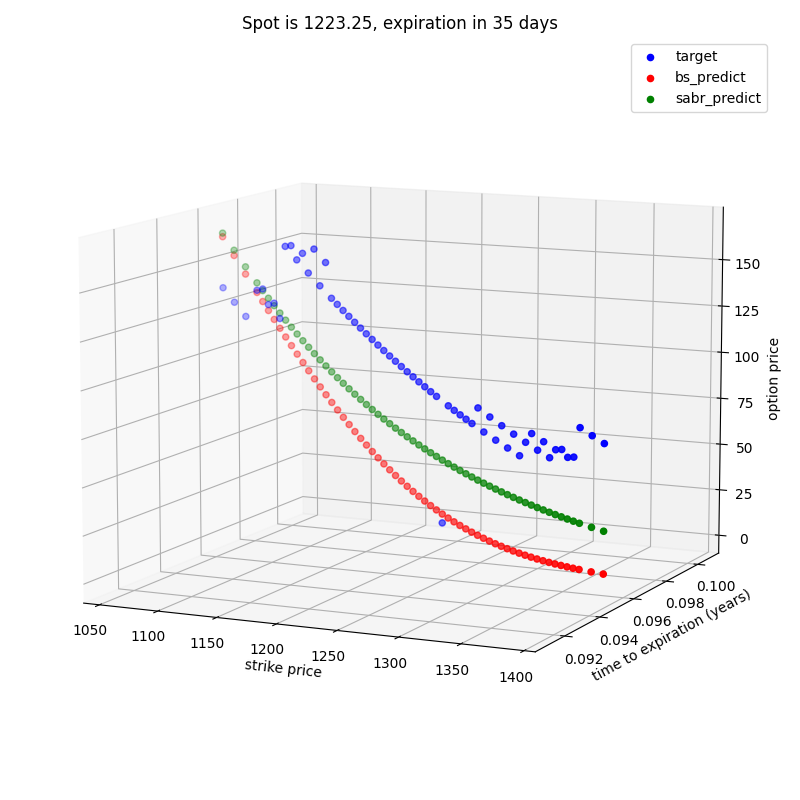 Spot is 1223.25, expiration in 35 days
target
bs_predict
sabr_predict
150
125
100
75
50
25
0
option price
0.100
0.098
0.096
0.094
0.092
time to expiration (years)
1050
1100
1150
1200
1250
1300
1350
1400
strike price